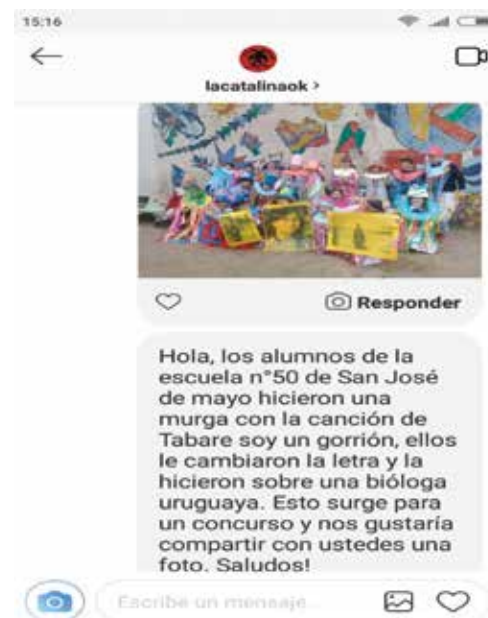 15:16
lacatalinaok >
Responder
Hola, los alumnos de la
escuela n°50 de San José
de mayo hicieron una
murga con la canción de
Tabare soy un gorrión, ellos
le cambiaron la letra y la
hicieron sobre una bióloga
uruguaya. Esto surge para
un concurso y nos gustaría
compartir con ustedes una
foto. Saludos!
Escribe un mensaje...